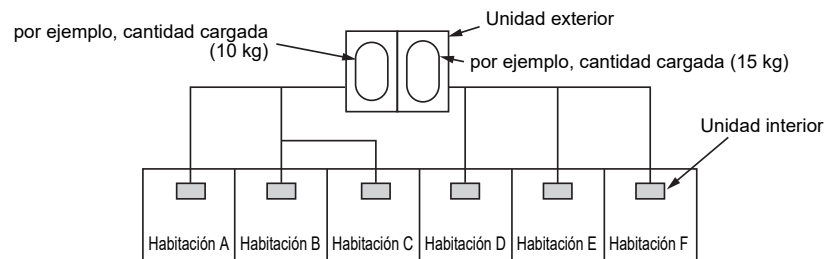 por ejemplo, cantidad cargada
(10 kg)
Unidad exterior
por ejemplo, cantidad cargada (15 kg)
Unidad interior
Habitación A
Habitación B
Habitación C
Habitación D
Habitación E
Habitación F